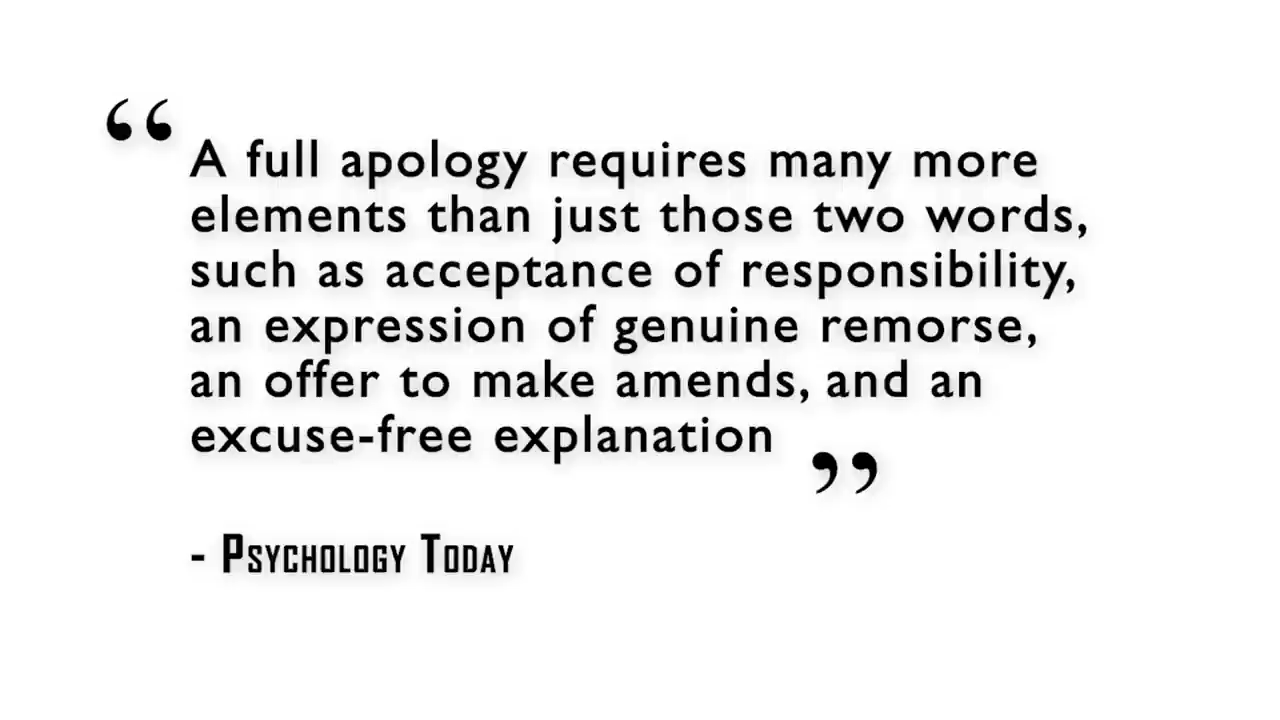 “ A full apology requires many more
elements than just those two words,
such as acceptance of responsibility,
an expression of genuine remorse,
an offer to make amends, and an
excuse-free explanation ”
- PSYCHOLOGY TODAY